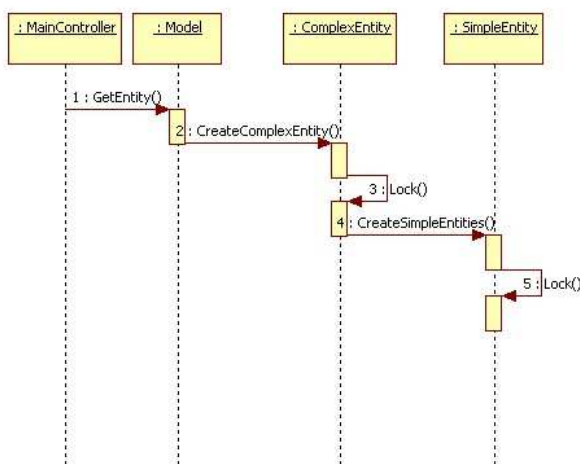 : MainController
: Model
: ComplexEntity
: SimpleEntity
1 : GetEntity()
2 : CreateComplexEntity()
3 : Lock()
4 : CreateSimpleEntities()
5 : Lock()